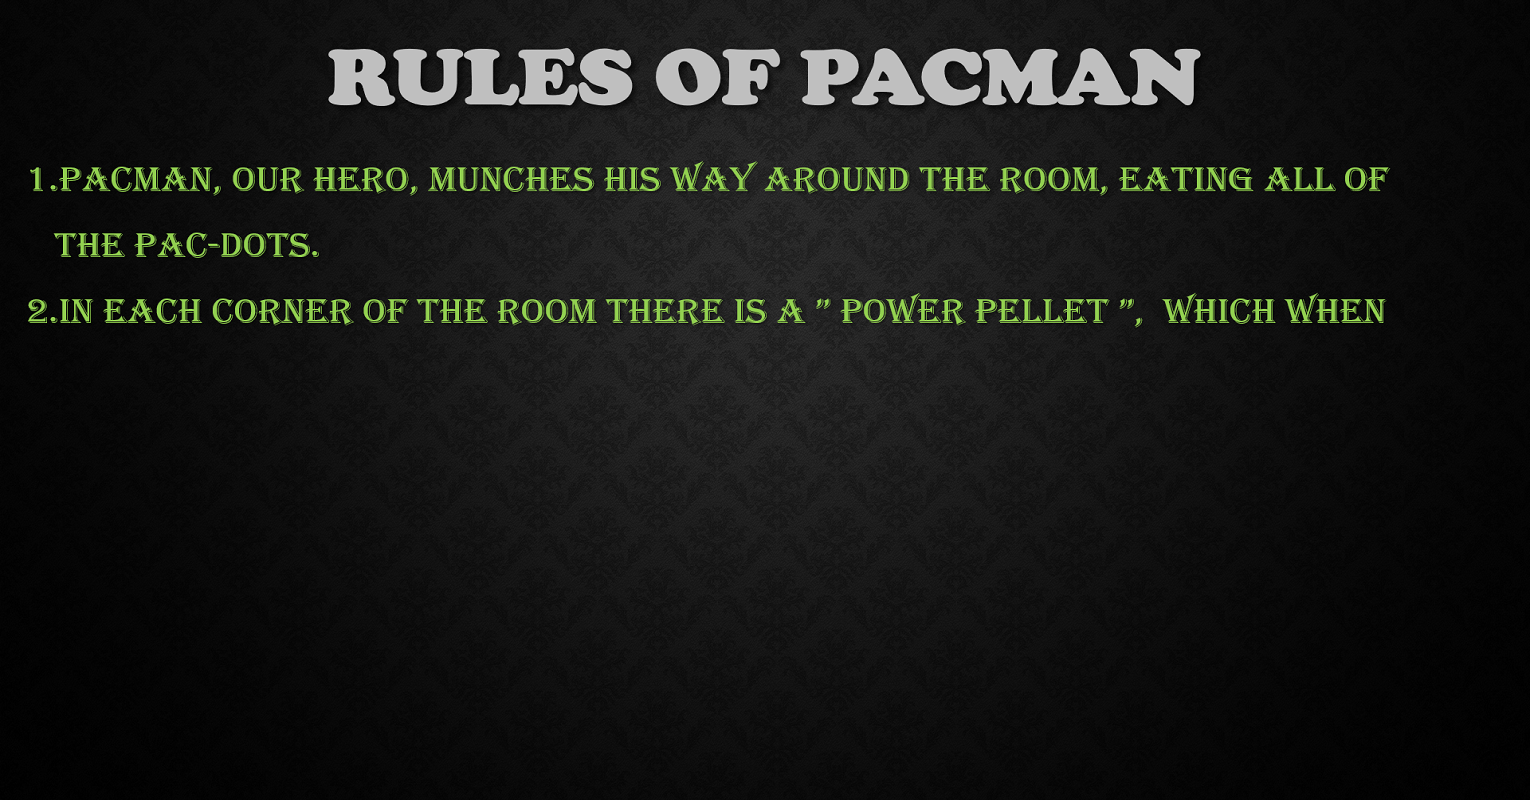 RULES OF PACMAN
1.PACMAN, OUR HERO, MUNCHES HIS WAY AROUND THE ROOM, EATING ALL OF
THE PAC-DOTS.
2.IN EACH CORNER OF THE ROOM THERE IS A ” POWER PELLET ”,  WHICH WHEN